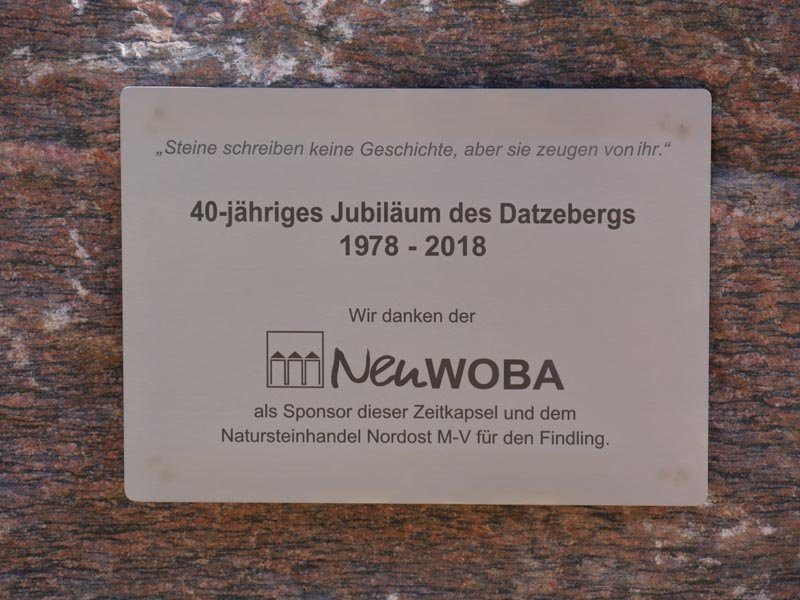 „Steine schreiben keine Geschichte, aber sie zeugen von ihr.“
40-jähriges Jubiläum des Datzebergs
1978 - 2018
Wir danken der
NeuWOBA
als Sponsor dieser Zeitkapsel und dem
Natursteinhandel Nordost M-V für den Findling.